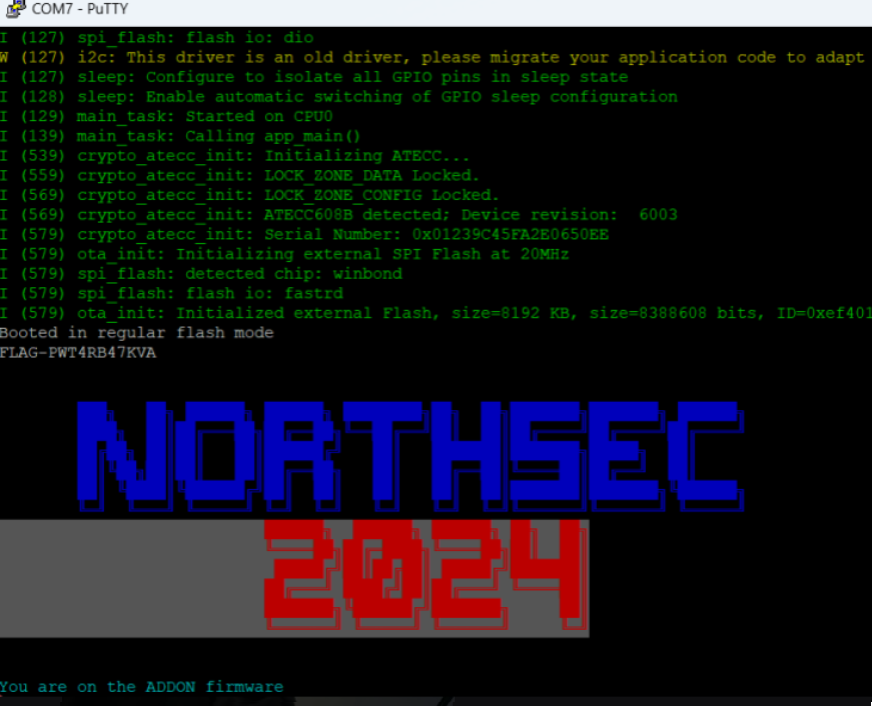 COM7 - PuTTY
I (127) spi_flash: flash io: dio
W (127) i2c: This driver is an old driver, please migrate your application code to adapt
I (127) sleep: Configure to isolate all GPIO pins in sleep state
I (128) sleep: Enable automatic switching of GPIO sleep configuration
I (129) main_task: Started on CPU0
I (139) main_task: Calling app_main()
I (539) crypto_atecc_init: Initializing ATECC...
I (559) crypto_atecc_init: LOCK_ZONE_DATA Locked.
I (569) crypto_atecc_init: LOCK_ZONE_CONFIG Locked.
I (569) crypto_atecc_init: ATECC608B detected; Device revision:  6003
I (579) crypto_atecc_init: Serial Number: 0x01239C45FA2E0650EE
I (579) ota_init: Initializing external SPI Flash at 20MHz
I (579) spi_flash: detected chip: winbond
I (579) spi_flash: flash io: fastrd
I (579) ota_init: Initialized external Flash, size=8192 KB, size=8388608 bits, ID=0xef401
Booted in regular flash mode
FLAG-PWT4RB47KVA
NORTHSEC
2024
You are on the ADDON firmware